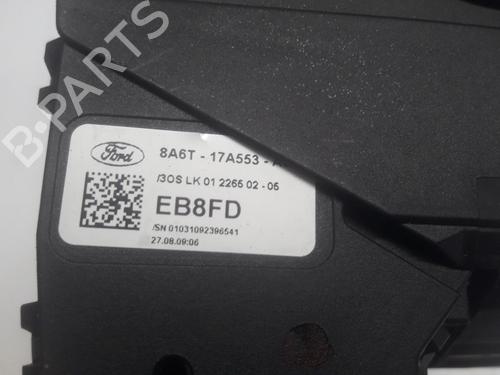 B-PARTS
Ford
8A6T - 17A553 - A
/3OS LK 01 2265 02 - 05
EB8FD
/SN 01031092396541
27.08.09:06